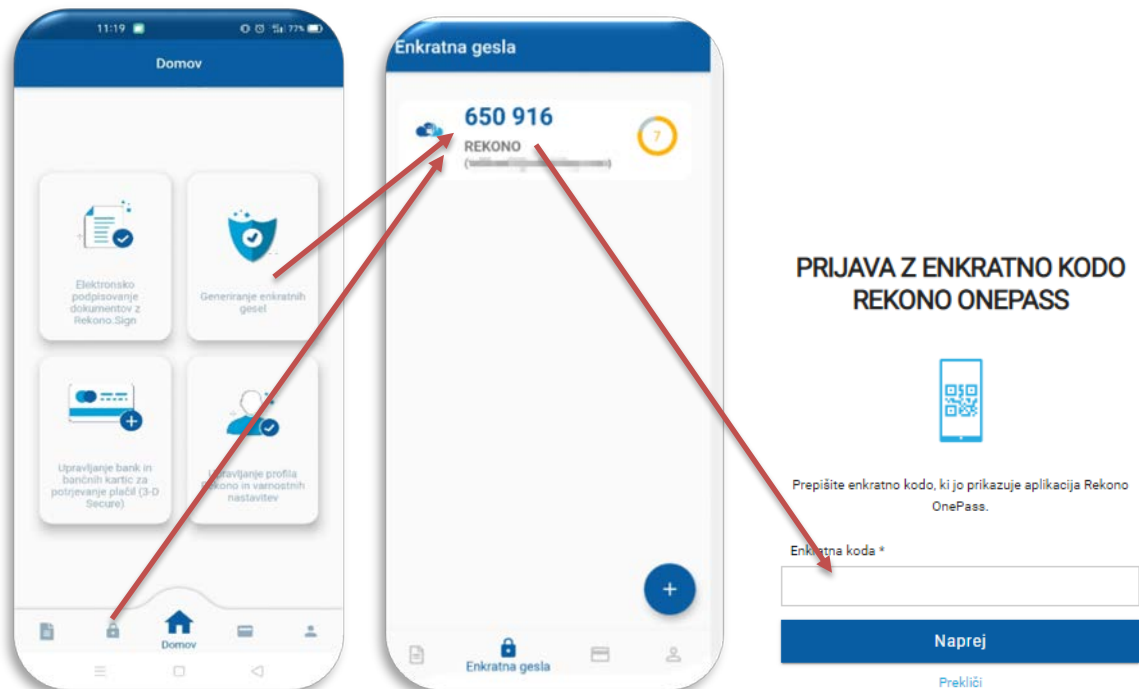 11:19
77%
Domov
Elektronsko
podpisovanje
dokumentov z
Rekono.Sign
Generiranje enkratnih
gesel
Upravljanje bank in
bančnih kartic za
potrjevanje plačil (3-D
Secure)
Upravljanje profila
Rekono in varnostnih
nastavitev
Domov
Enkratna gesla
650 916
REKONO
7
+
Enkratna gesla
PRIJAVA Z ENKRATNO KODO
REKONO ONEPASS
Prepišite enkratno kodo, ki jo prikazuje aplikacija Rekono
OnePass.
Enkratna koda *
Naprej
Prekliči